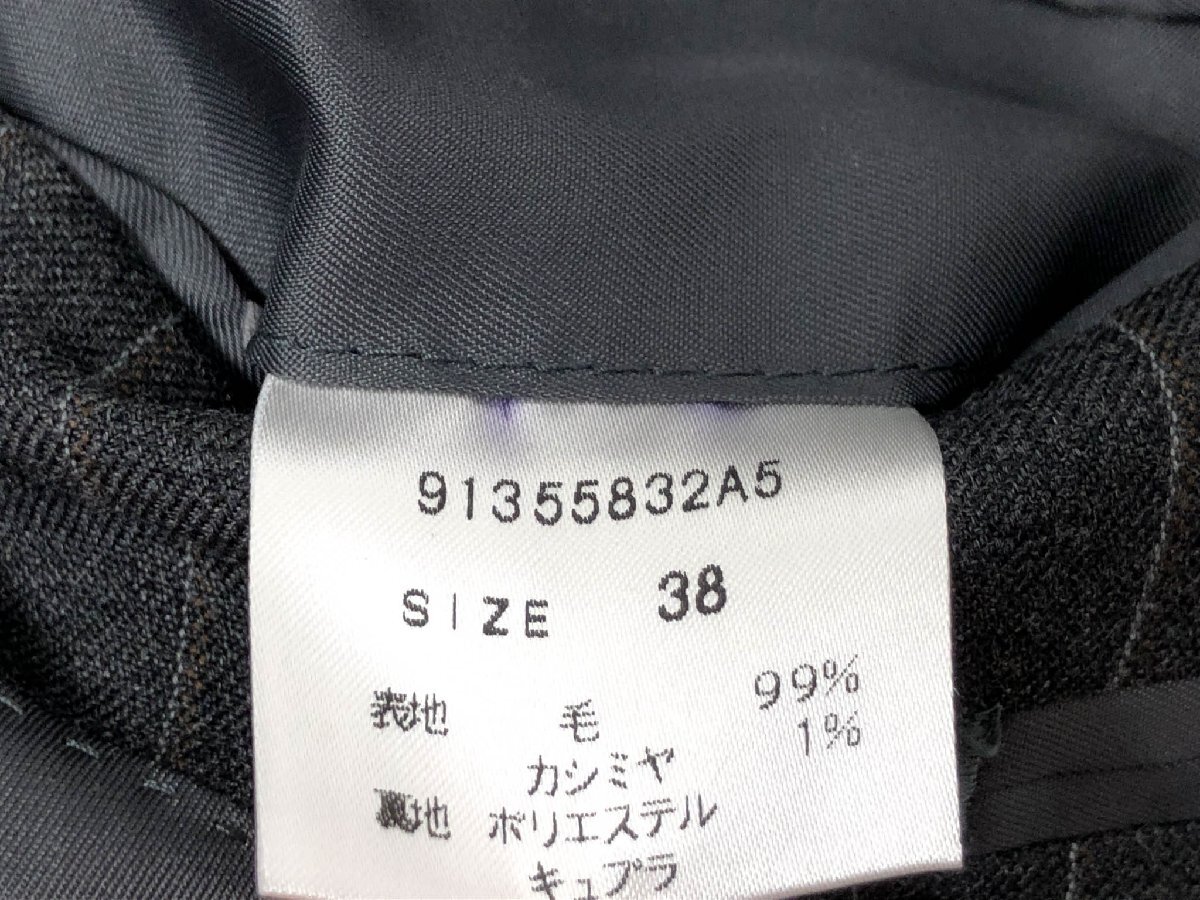 91355832A5
SIZE 38
表地 毛 99%
カシミヤ 1%
裏地 ポリエステル
キュプラ